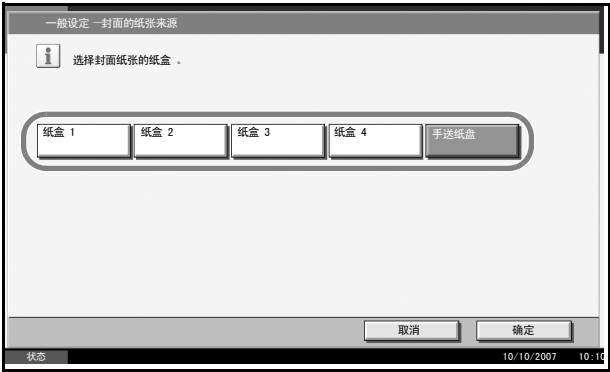 一般设定 －封面的纸张来源
选择封面纸张的纸盒 。
纸盒 1 纸盒 2 纸盒 3 纸盒 4 手送纸盘
取消 确定
状态 10/10/2007 10:10